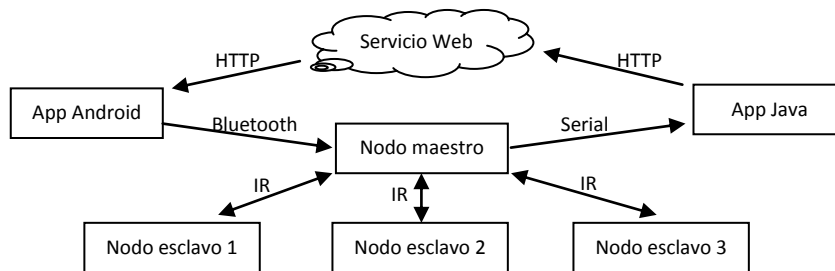 Servicio Web
HTTP
HTTP
App Android
App Java
Bluetooth
Serial
Nodo maestro
IR
IR
IR
Nodo esclavo 1
Nodo esclavo 2
Nodo esclavo 3